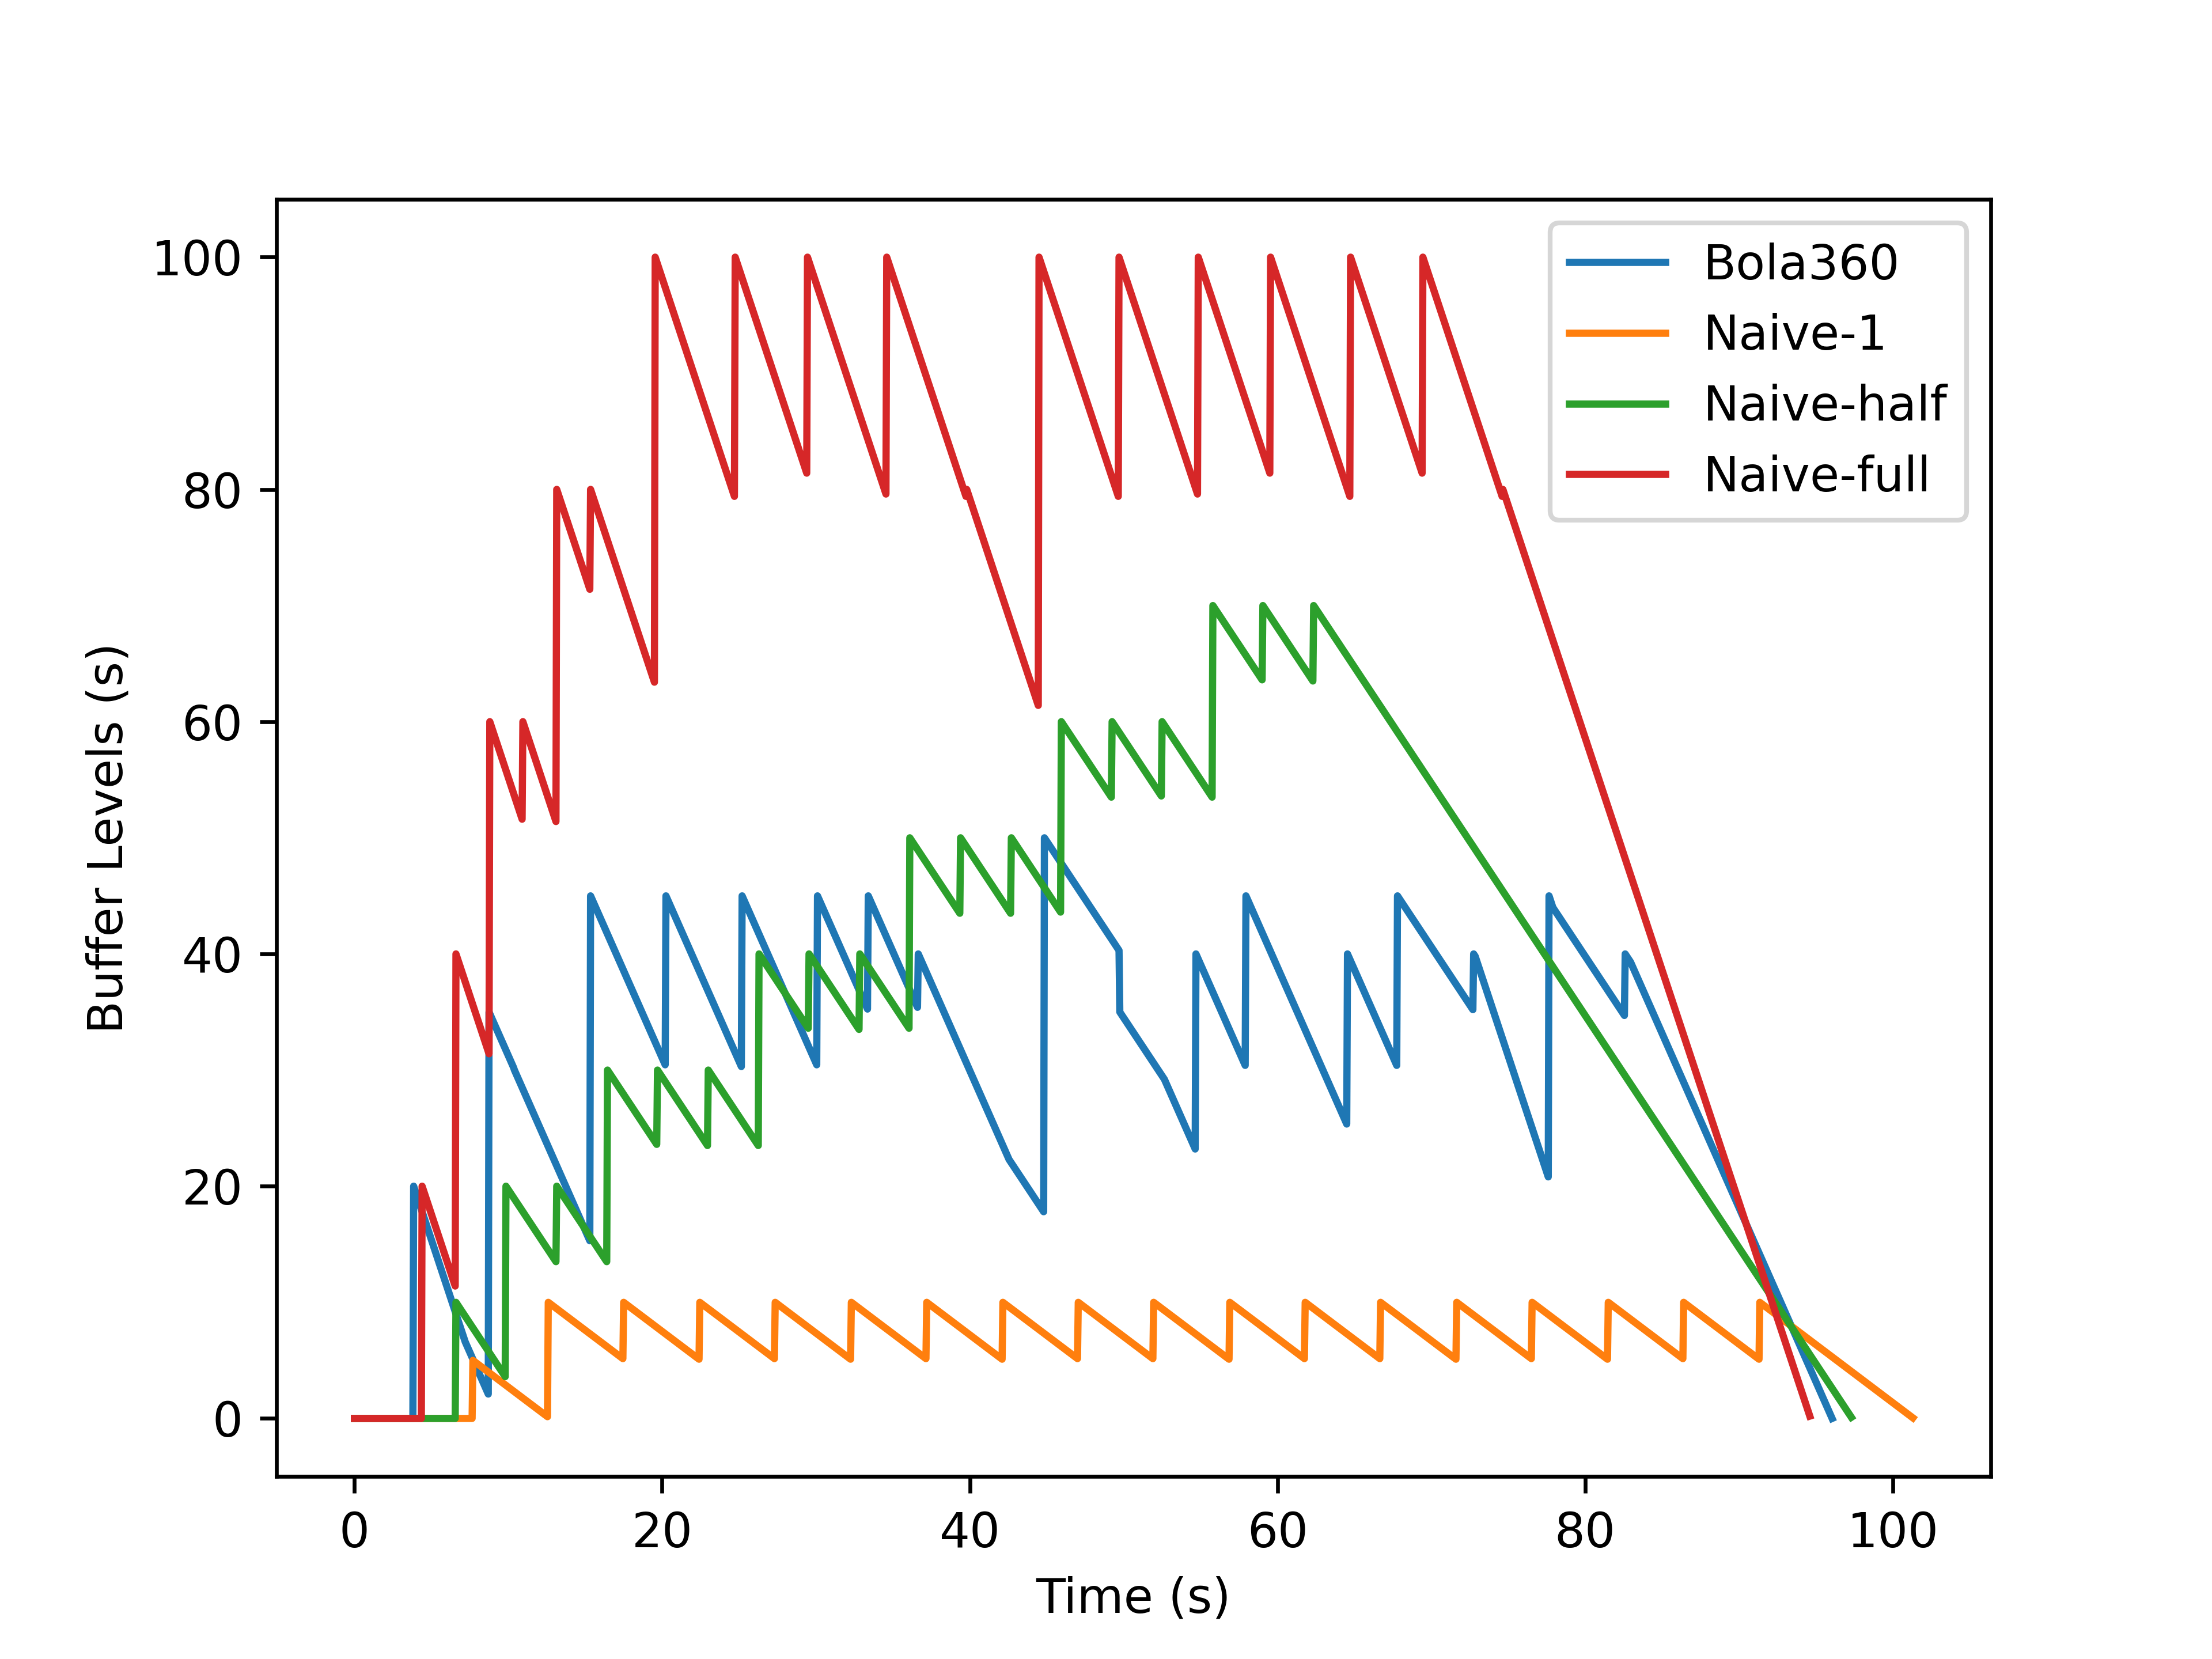 Bola360
Naive-1
Naive-half
Naive-full
100
80
60
40
20
0
Buffer Levels (s)
0 20 40 60 80 100
Time (s)